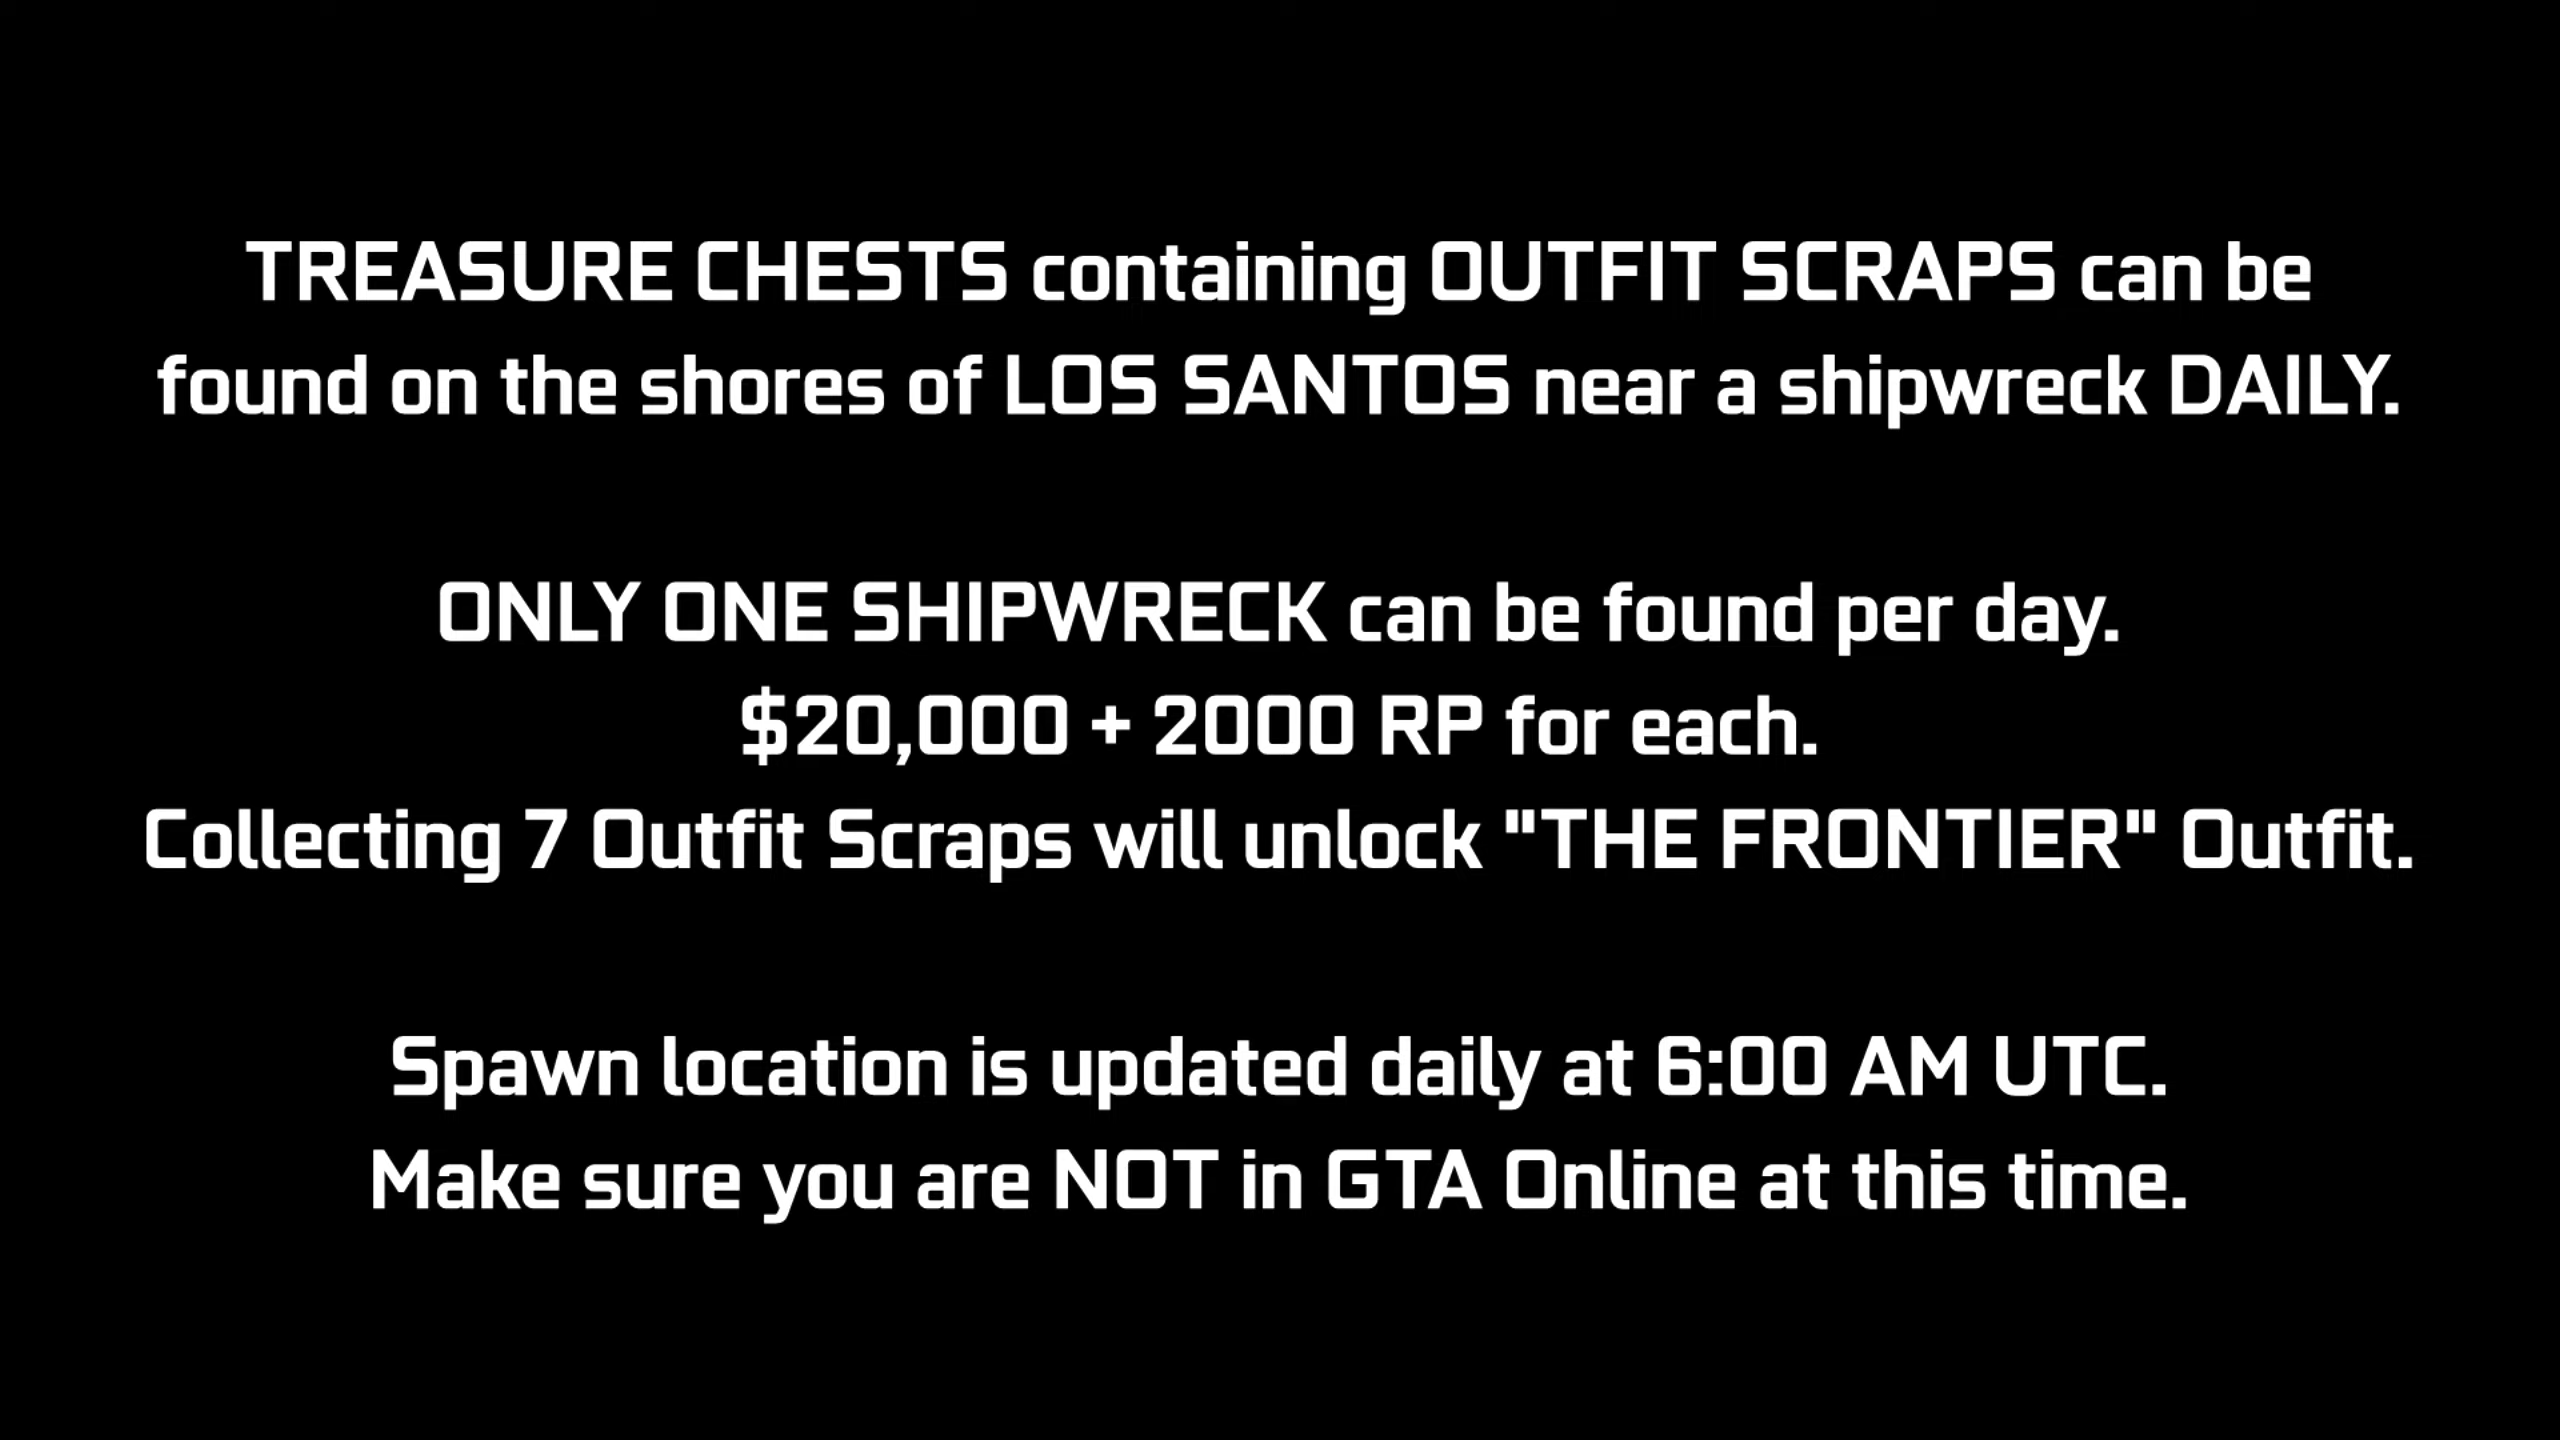 TREASURE CHESTS containing OUTFIT SCRAPS can be
found on the shores of LOS SANTOS near a shipwreck DAILY.
ONLY ONE SHIPWRECK can be found per day.
$20,000 + 2000 RP for each.
Collecting 7 Outfit Scraps will unlock "THE FRONTIER" Outfit.
Spawn location is updated daily at 6:00 AM UTC.
Make sure you are NOT in GTA Online at this time.